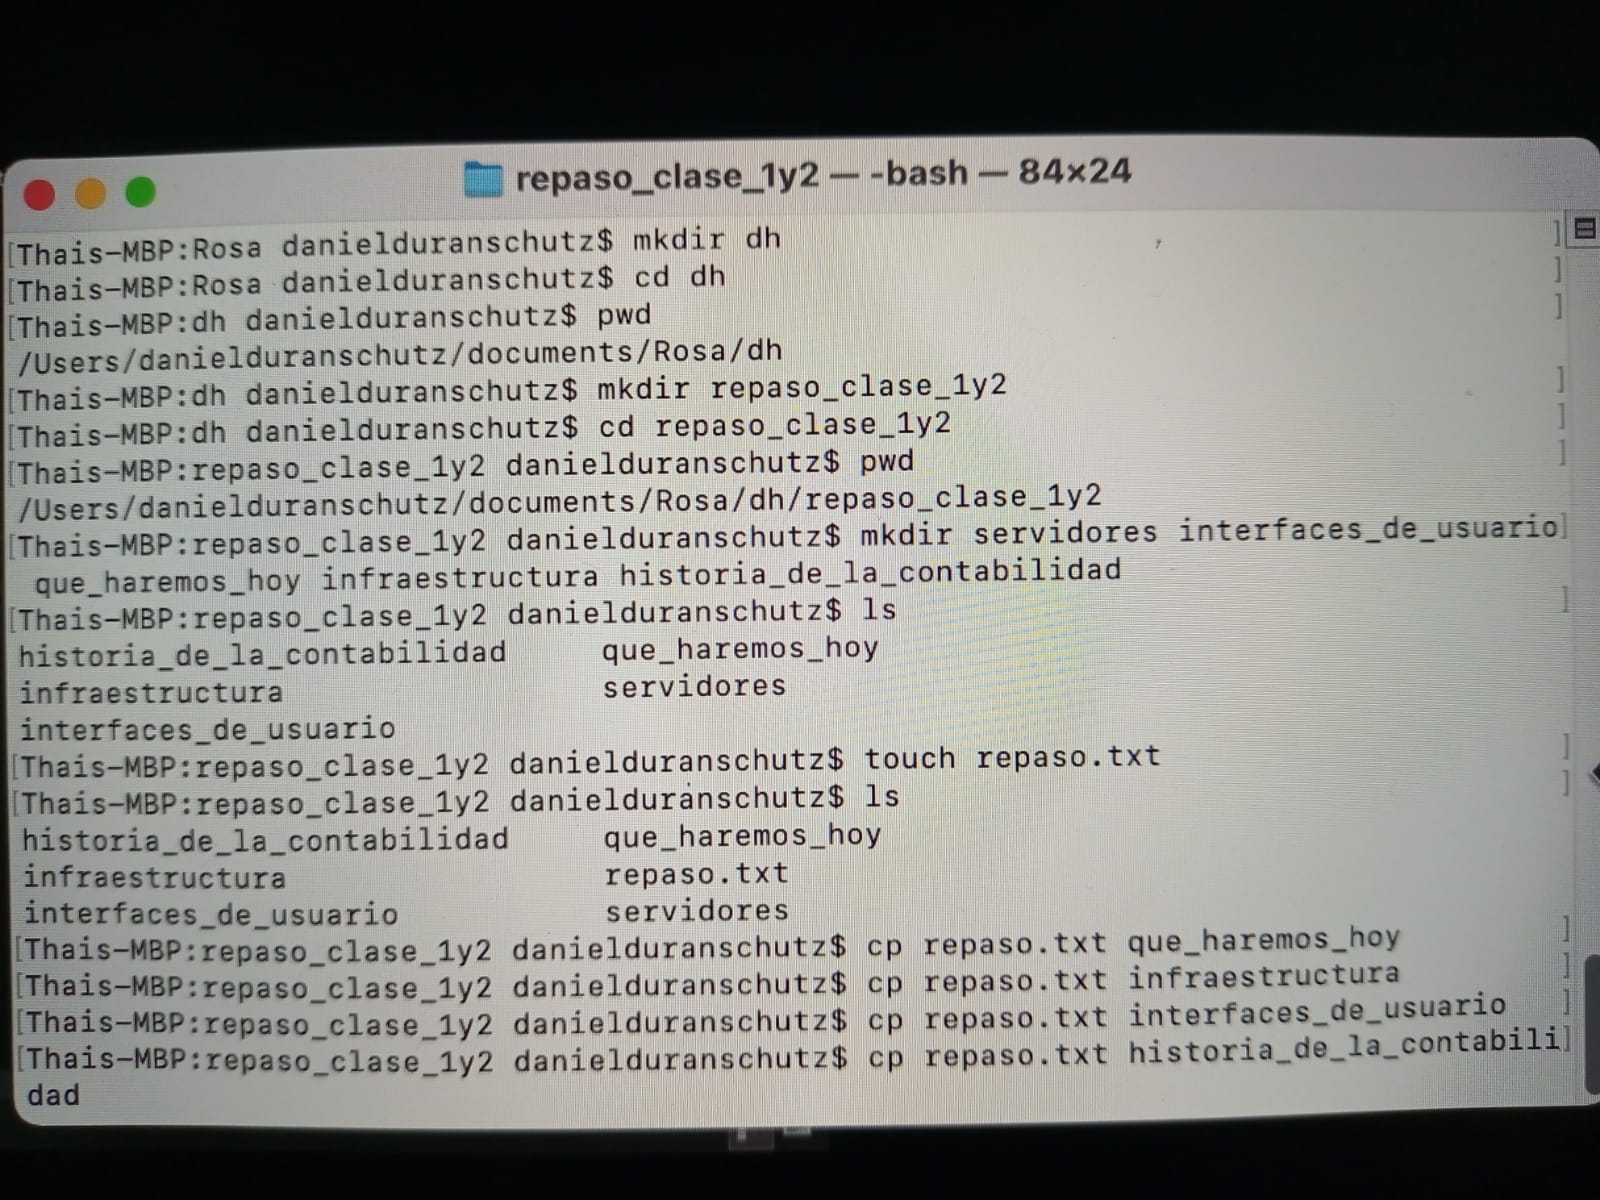 repaso_clase_1y2 — -bash — 84×24
[Thais-MBP:Rosa danielduranschutz$ mkdir dh ]
[Thais-MBP:Rosa danielduranschutz$ cd dh ]
[Thais-MBP:dh danielduranschutz$ pwd ]
/Users/danielduranschutz/documents/Rosa/dh
[Thais-MBP:dh danielduranschutz$ mkdir repaso_clase_1y2 ]
[Thais-MBP:dh danielduranschutz$ cd repaso_clase_1y2 ]
[Thais-MBP:repaso_clase_1y2 danielduranschutz$ pwd ]
/Users/danielduranschutz/documents/Rosa/dh/repaso_clase_1y2
[Thais-MBP:repaso_clase_1y2 danielduranschutz$ mkdir servidores interfaces_de_usuario]
que_haremos_hoy infraestructura historia_de_la_contabilidad
[Thais-MBP:repaso_clase_1y2 danielduranschutz$ ls ]
historia_de_la_contabilidad que_haremos_hoy
infraestructura servidores
interfaces_de_usuario
[Thais-MBP:repaso_clase_1y2 danielduranschutz$ touch repaso.txt ]
[Thais-MBP:repaso_clase_1y2 danielduranschutz$ ls ]
historia_de_la_contabilidad que_haremos_hoy
infraestructura repaso.txt
interfaces_de_usuario servidores
[Thais-MBP:repaso_clase_1y2 danielduranschutz$ cp repaso.txt que_haremos_hoy ]
[Thais-MBP:repaso_clase_1y2 danielduranschutz$ cp repaso.txt infraestructura ]
[Thais-MBP:repaso_clase_1y2 danielduranschutz$ cp repaso.txt interfaces_de_usuario ]
[Thais-MBP:repaso_clase_1y2 danielduranschutz$ cp repaso.txt historia_de_la_contabili]
dad